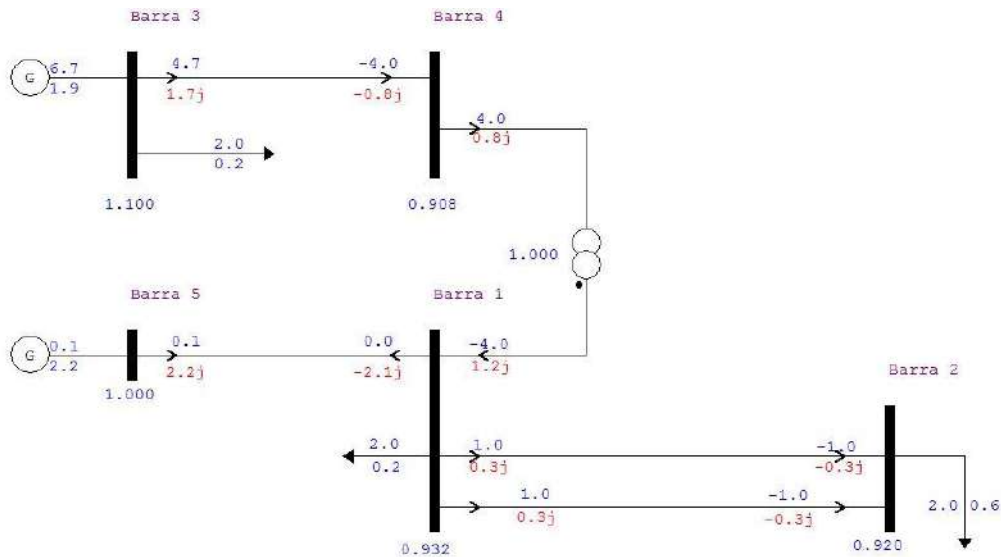 Barra 3 Barra 4
6.7 4.7 -4.0
1.9 1.7j -0.8j
4.0
0.8j
2.0
0.2
1.100 0.908
1.000
Barra 5 Barra 1
G
G
0.1 0.1 0.0 -4.0
2.2 2.2j -2.1j 1.2j
Barra 2
1.000
2.0 1.0 -1.0
0.2 0.3j -0.3j
1.0 -1.0 2.0 0.6
0.3j -0.3j
0.932 0.920